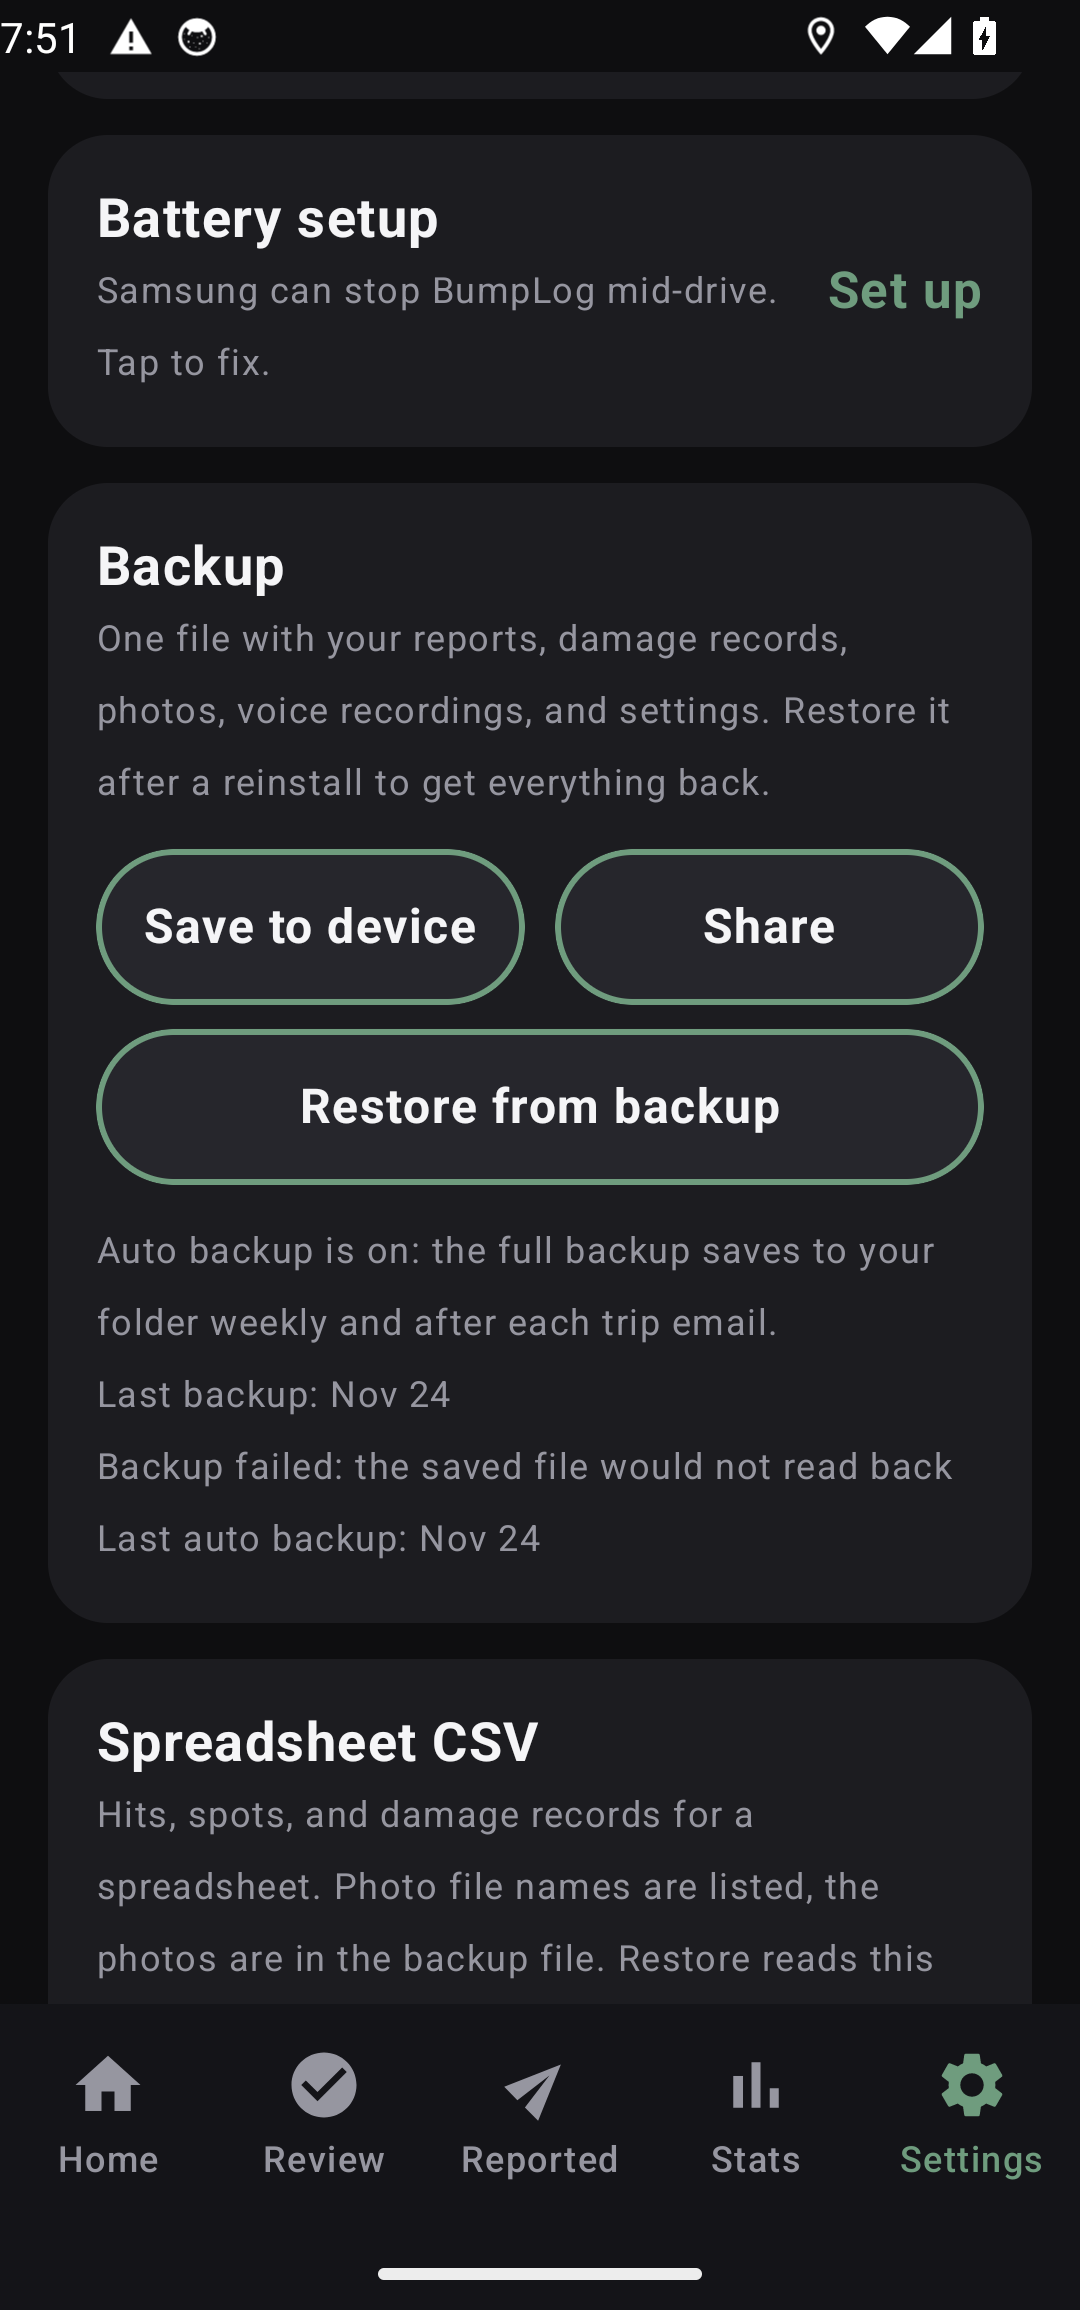 7:51
Battery setup
Samsung can stop BumpLog mid-drive.
Tap to fix.
Set up
Backup
One file with your reports, damage records,
photos, voice recordings, and settings. Restore it
after a reinstall to get everything back.
Save to device
Share
Restore from backup
Auto backup is on: the full backup saves to your
folder weekly and after each trip email.
Last backup: Nov 24
Backup failed: the saved file would not read back
Last auto backup: Nov 24
Spreadsheet CSV
Hits, spots, and damage records for a
spreadsheet. Photo file names are listed, the
photos are in the backup file. Restore reads this
Home
Review
Reported
Stats
Settings